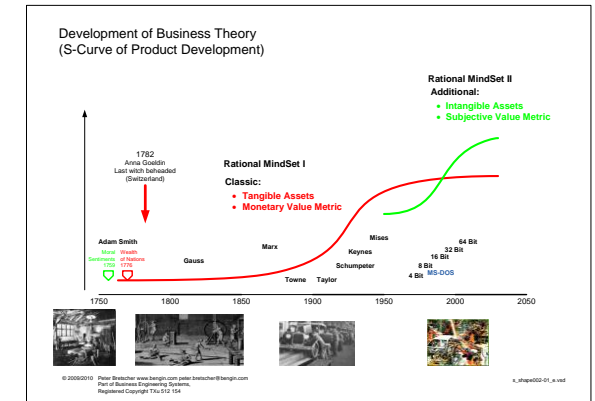 Development of Business Theory
(S-Curve of Product Development)
Rational MindSet II
Additional:
• Intangible Assets
• Subjective Value Metric
1782
Anna Goeldin
Last witch beheaded
(Switzerland)
Rational MindSet I
Classic:
• Tangible Assets
• Monetary Value Metric
Adam Smith
Moral
Sentiments
1759
Wealth
of Nations
1776
Gauss
Marx
Towne
Taylor
Schumpeter
Keynes
Mises
4 Bit
8 Bit
MS-DOS
16 Bit
32 Bit
64 Bit
1750 1800 1850 1900 1950 2000 2050
© 2009/2010 Peter Bretscher www.bengin.com peter.bretscher@bengin.com
Part of Business Engineering Systems,
Registered Copyright TXu 512 154
s_shape002-01_e.vsd